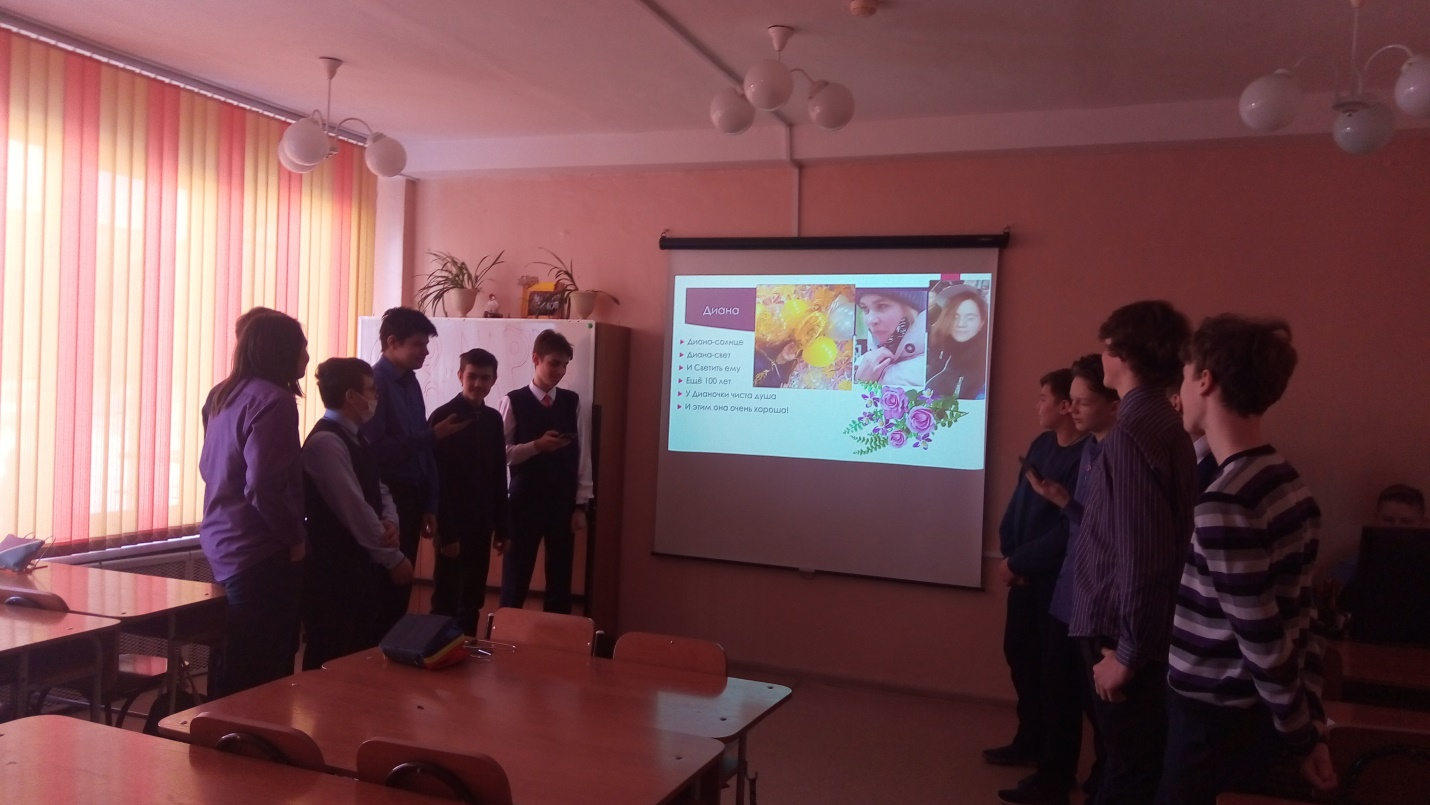 Диана
Диана-солнце
Диана-свет
И Светить ему
Ещё 100 лет
У Дианочки чиста душа
И этим она очень хороша!